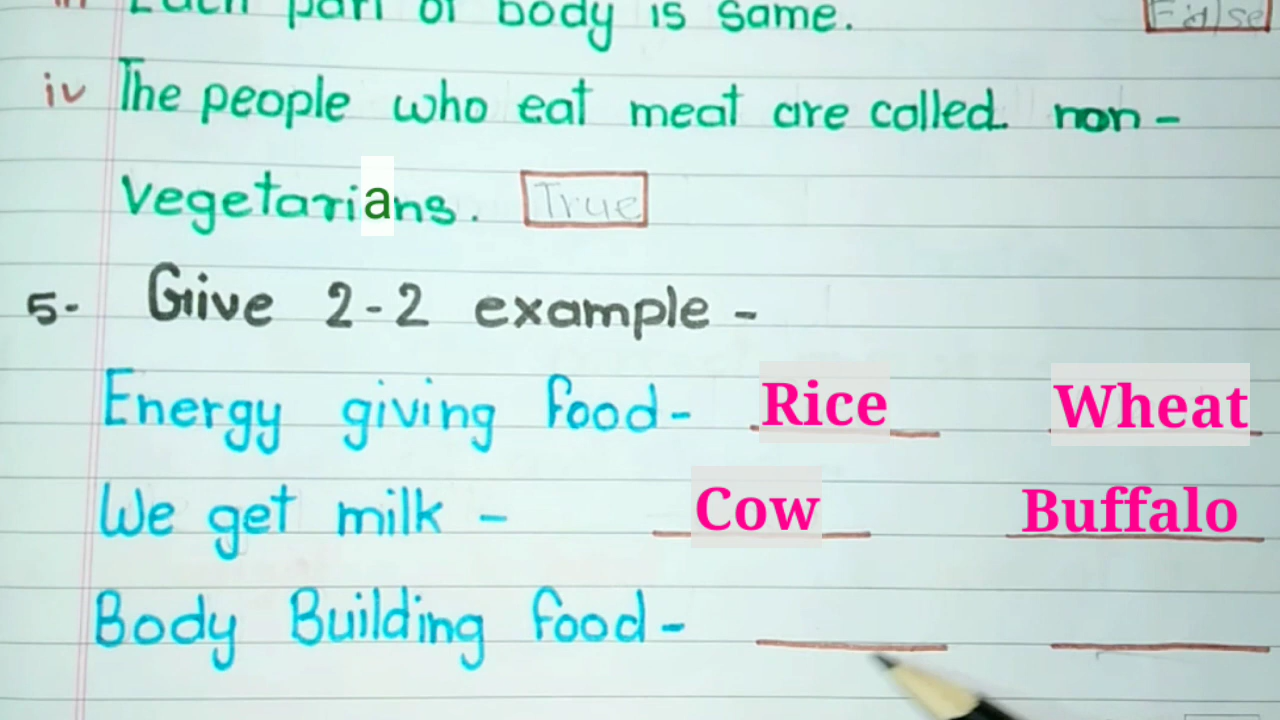 Each part of body is same. False
iv The people who eat meat are called non-
vegetarians. True
5- Give 2-2 example -
Energy giving food- Rice Wheat
We get milk - Cow Buffalo
Body Building food-